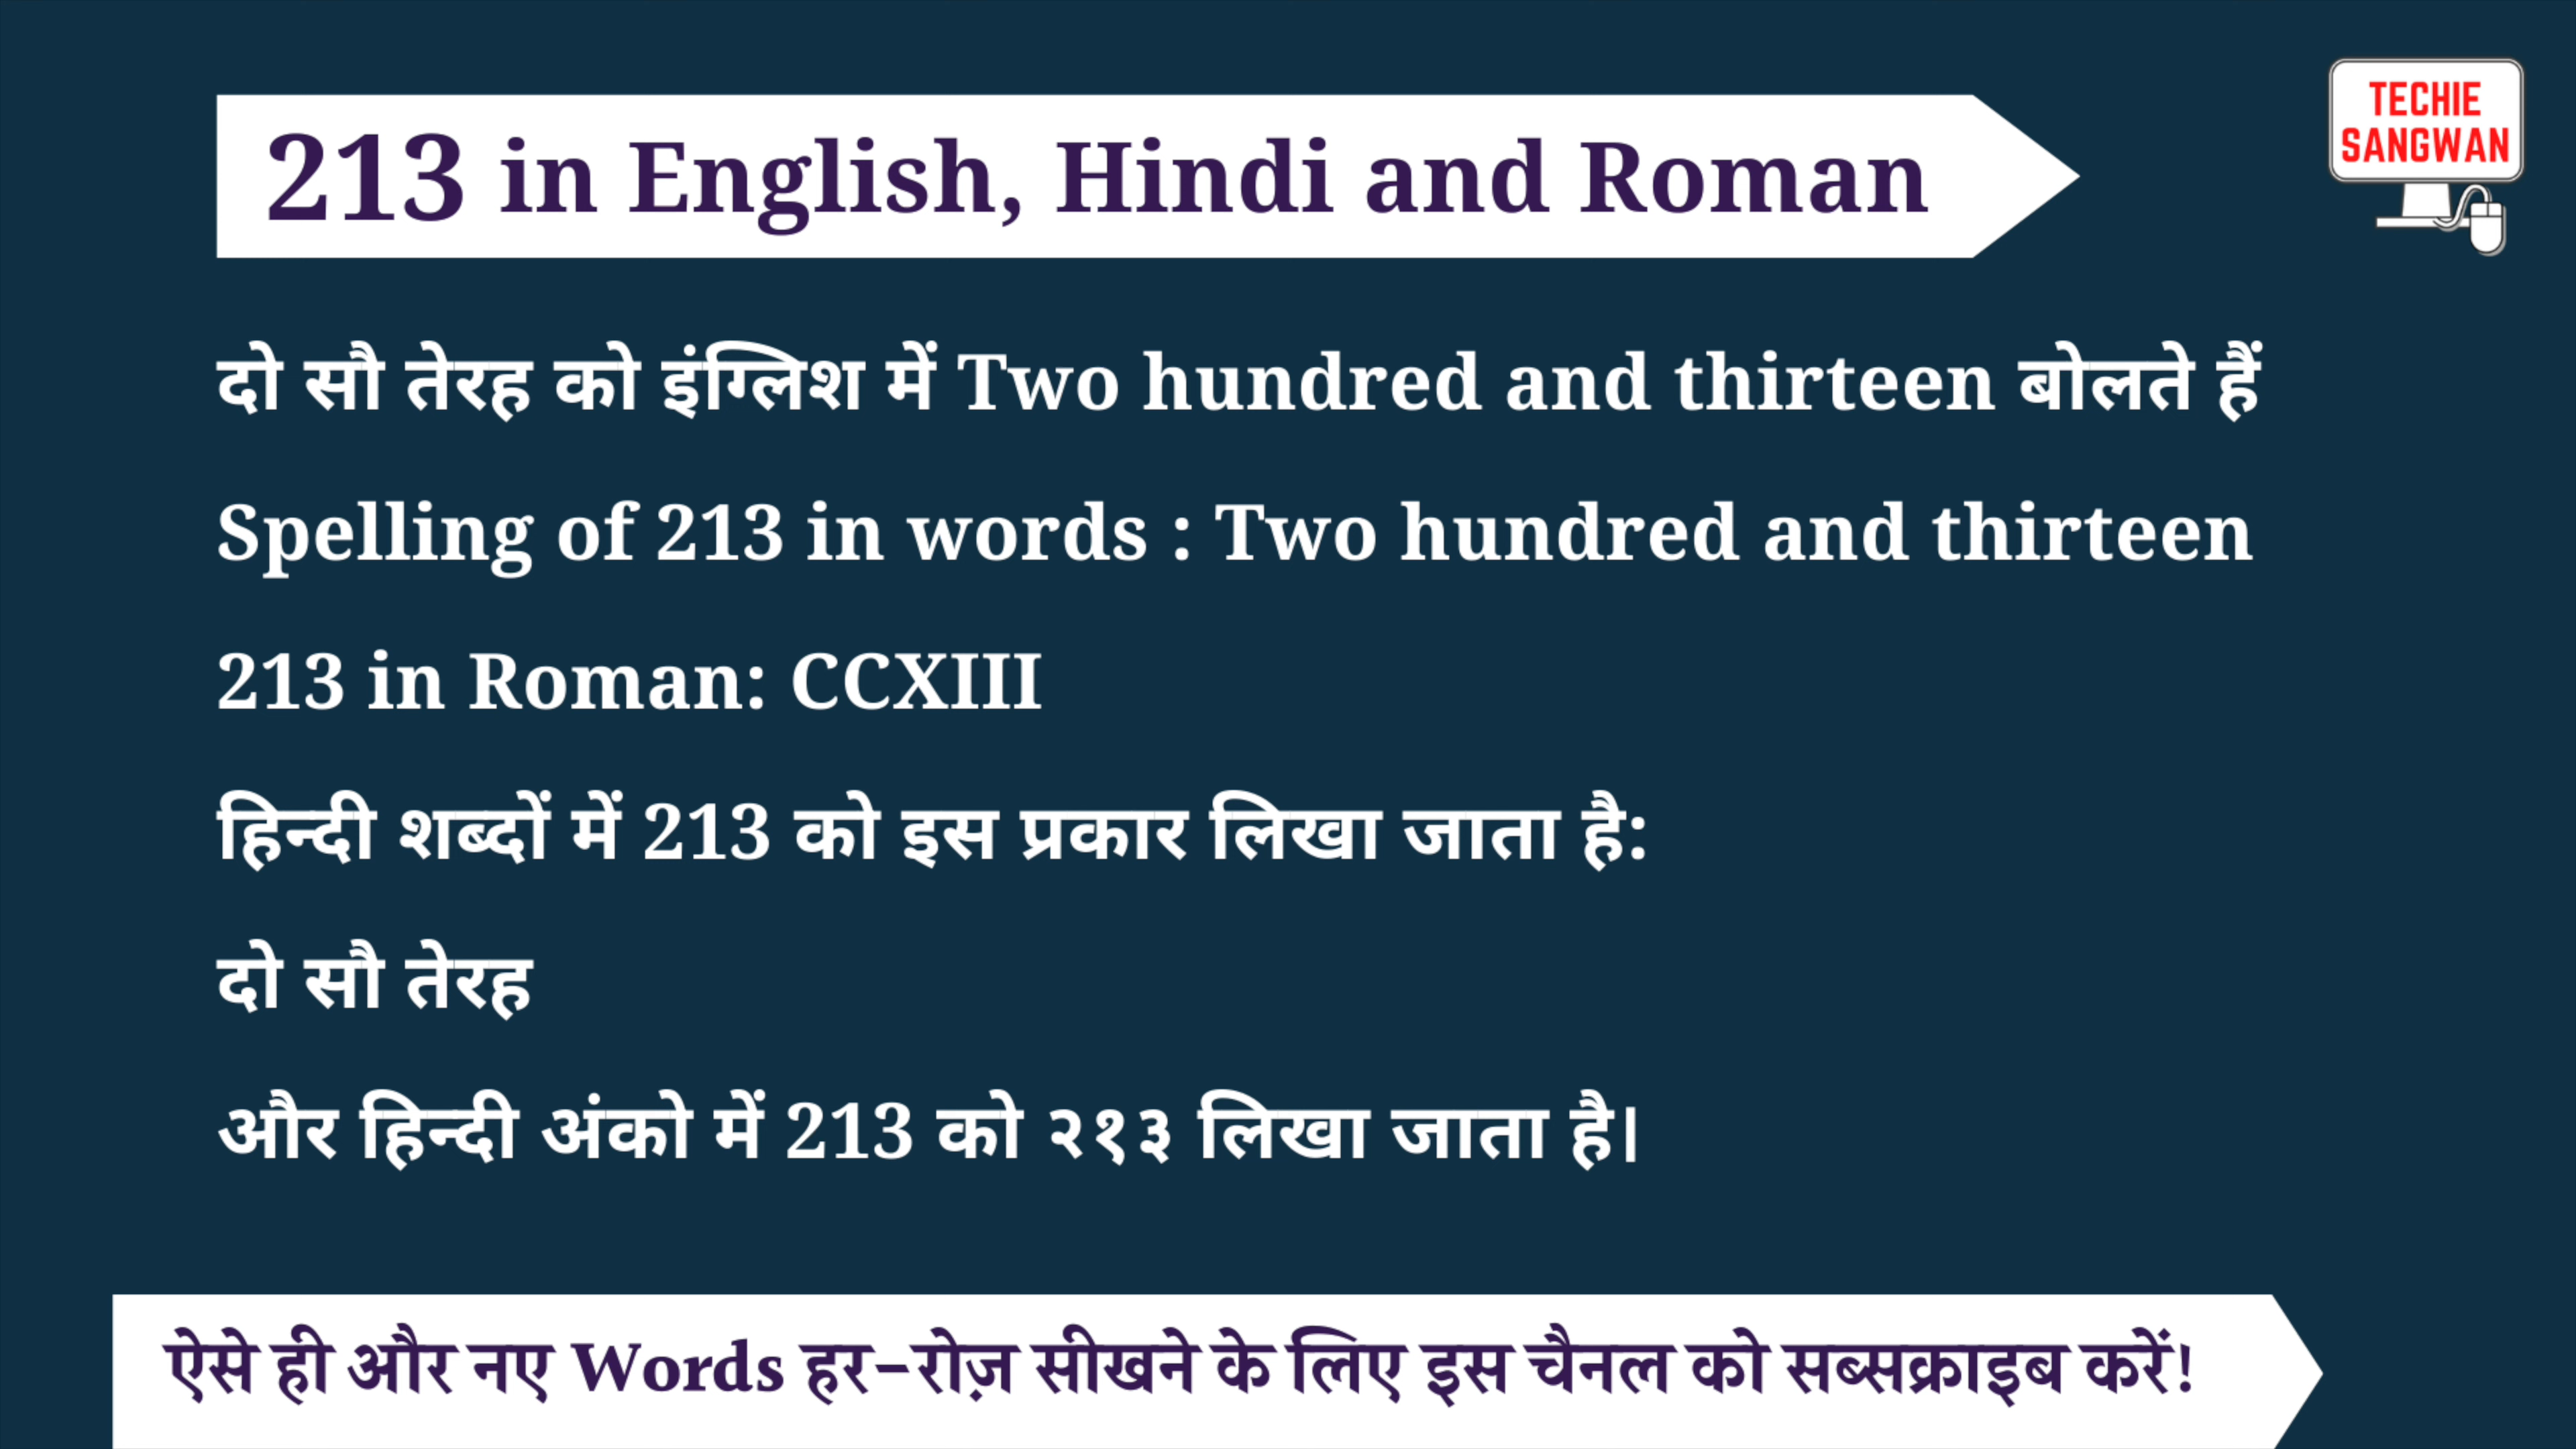 213 in English, Hindi and Roman
TECHIE
SANGWAN
दो सौ तेरह को इंग्लिश में Two hundred and thirteen बोलते हैं
Spelling of 213 in words : Two hundred and thirteen
213 in Roman: CCXIII
हिन्दी शब्दों में 213 को इस प्रकार लिखा जाता है:
दो सौ तेरह
और हिन्दी अंको में 213 को २१३ लिखा जाता है।
ऐसे ही और नए Words हर-रोज़ सीखने के लिए इस चैनल को सब्सक्राइब करें!